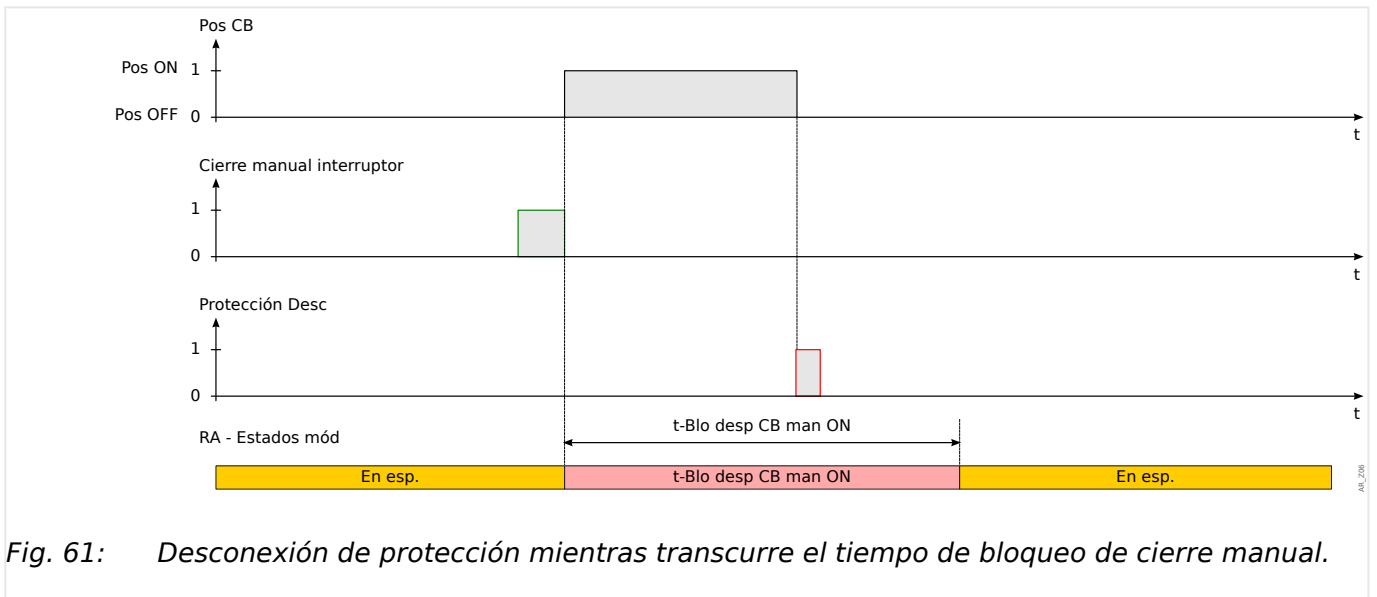 Pos CB
Pos ON 1
Pos OFF 0
t
Cierre manual interruptor
1
0
t
Protección Desc
1
0
t
RA - Estados mód
t-Blo desp CB man ON
En esp.
t-Blo desp CB man ON
En esp.
AR_Z06
Fig. 61: Desconexión de protección mientras transcurre el tiempo de bloqueo de cierre manual.